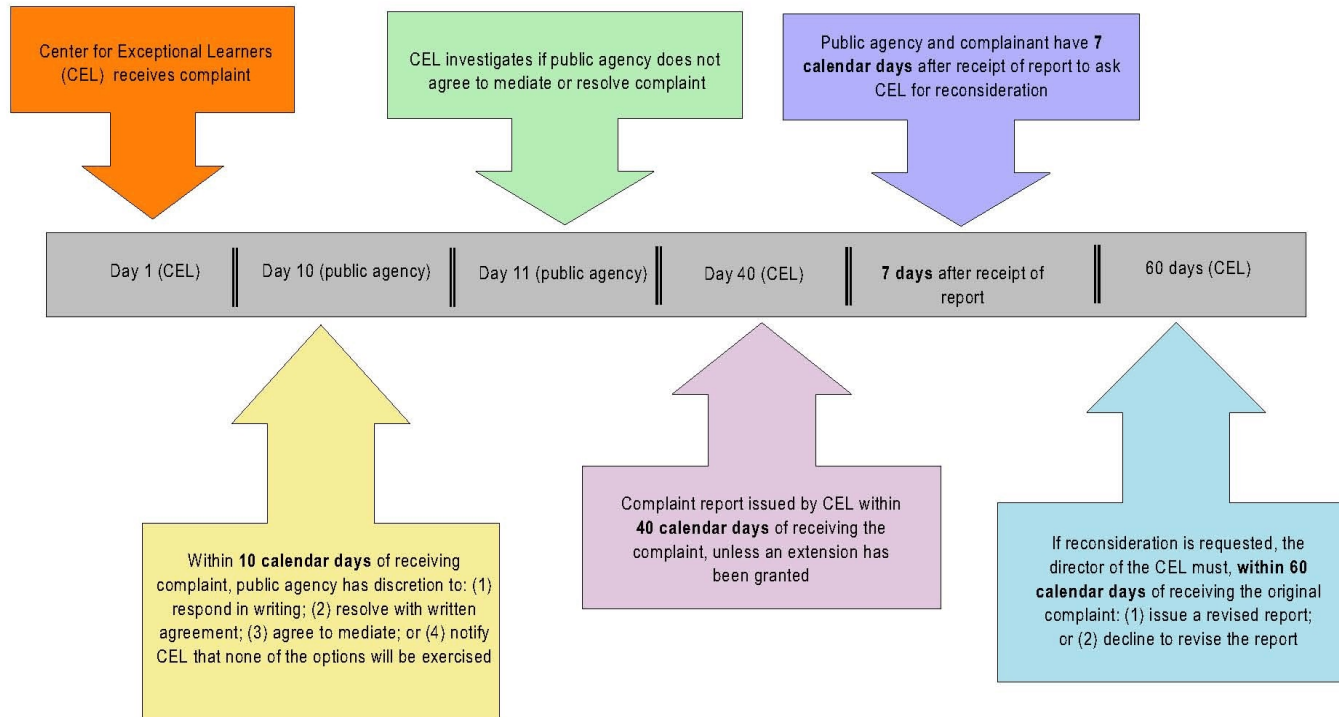 Center for Exceptional Learners
(CEL) receives complaint
CEL investigates if public agency does not
agree to mediate or resolve complaint
Public agency and complainant have 7
calendar days after receipt of report to ask
CEL for reconsideration
Day 1 (CEL)
Day 10 (public agency)
Day 11 (public agency)
Day 40 (CEL)
7 days after receipt of
report
60 days (CEL)
Within 10 calendar days of receiving
complaint, public agency has discretion to: (1)
respond in writing; (2) resolve with written
agreement; (3) agree to mediate; or (4) notify
CEL that none of the options will be exercised
Complaint report issued by CEL within
40 calendar days of receiving the
complaint, unless an extension has
been granted
If reconsideration is requested, the
director of the CEL must, within 60
calendar days of receiving the original
complaint: (1) issue a revised report;
or (2) decline to revise the report